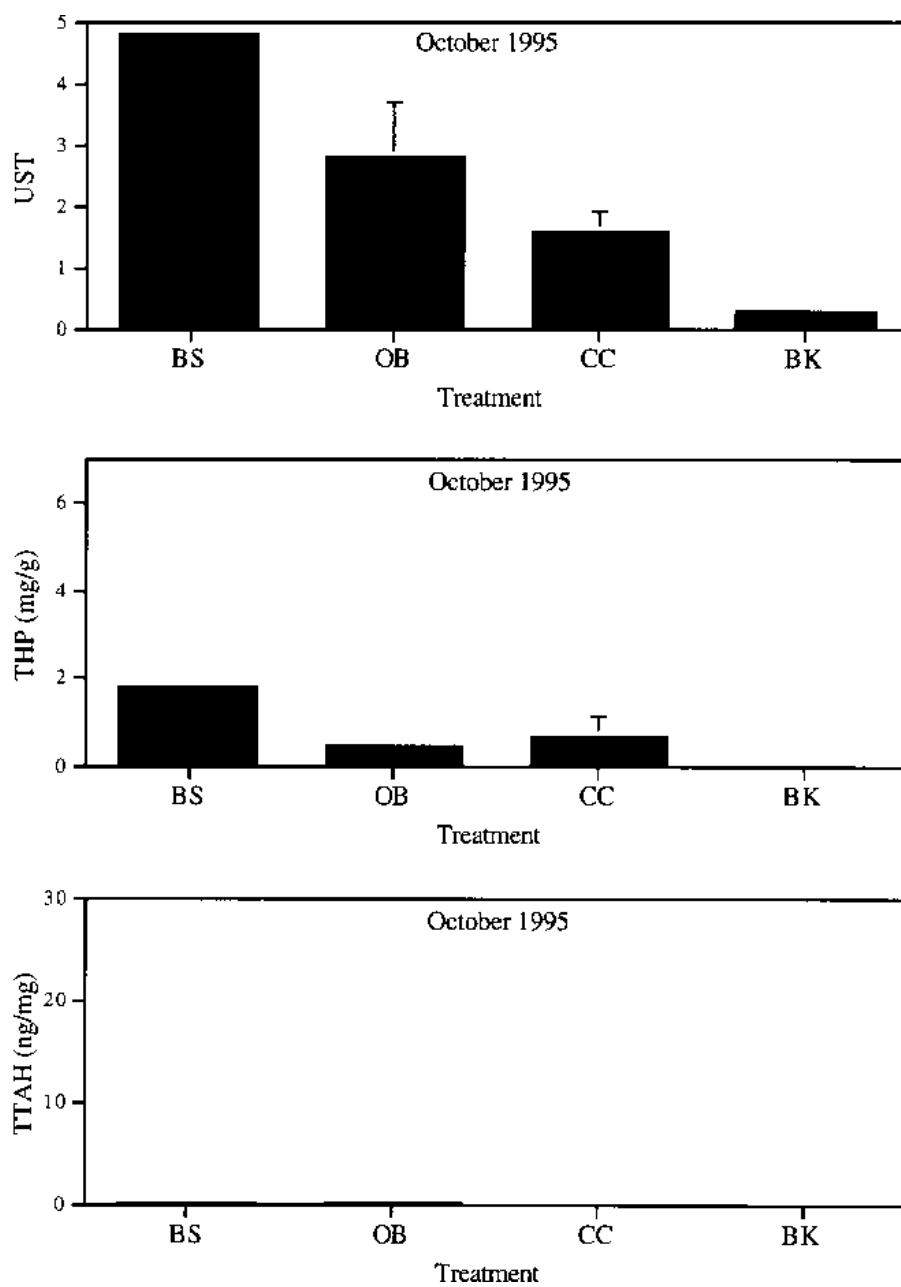 October 1995
5
4
3
2
1
0
UST
BS OB CC BK
Treatment
October 1995
6
4
2
0
THP (mg/g)
BS OB CC BK
Treatment
October 1995
30
20
10
0
TTAH (ng/mg)
BS OB CC BK
Treatment